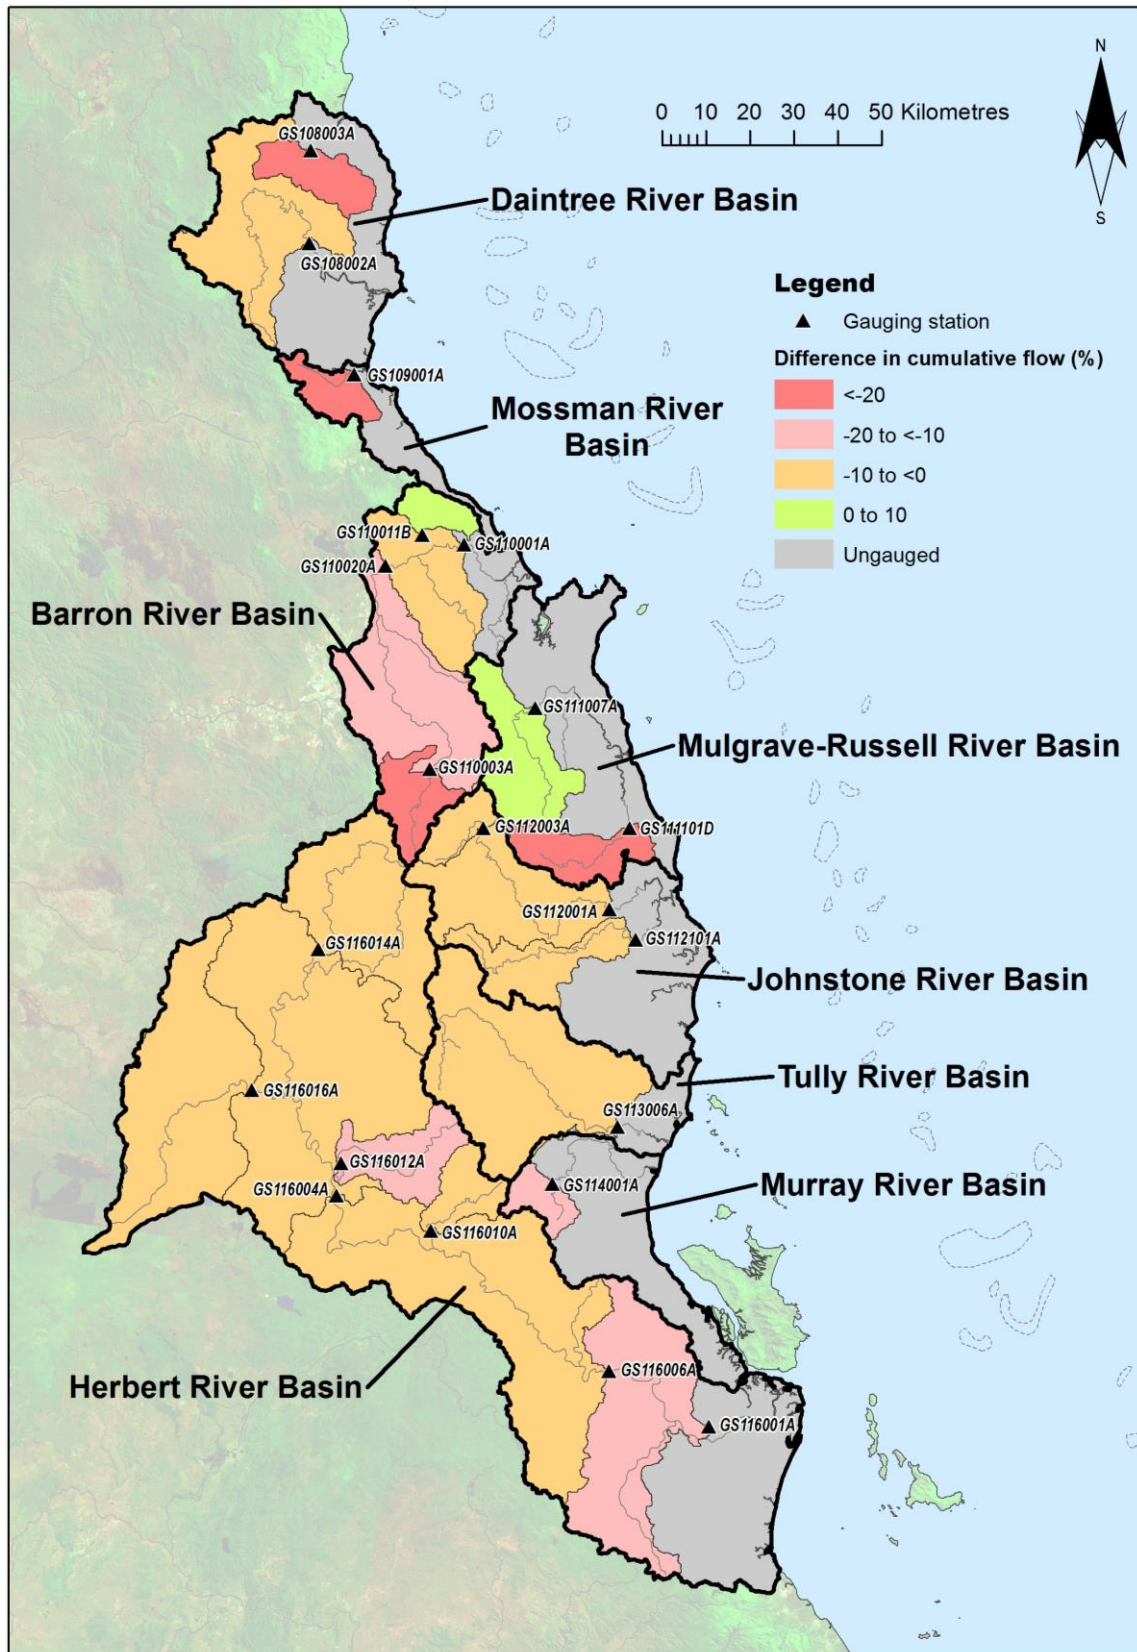 N
S
0 10 20 30 40 50 Kilometres
GS108003A
Daintree River Basin
GS108002A
Legend
Gauging station
Difference in cumulative flow (%)
<-20
-20 to <-10
-10 to <0
0 to 10
Ungauged
GS109001A
Mossman River
Basin
GS110011B
GS110001A
GS110020A
Barron River Basin
GS111007A
Mulgrave-Russell River Basin
GS110003A
GS112003A
GS111101D
GS112001A
GS112101A
GS116014A
Johnstone River Basin
Tully River Basin
GS116016A
GS113006A
GS116012A
GS116004A
GS114001A
Murray River Basin
GS116010A
GS116006A
Herbert River Basin
GS116001A